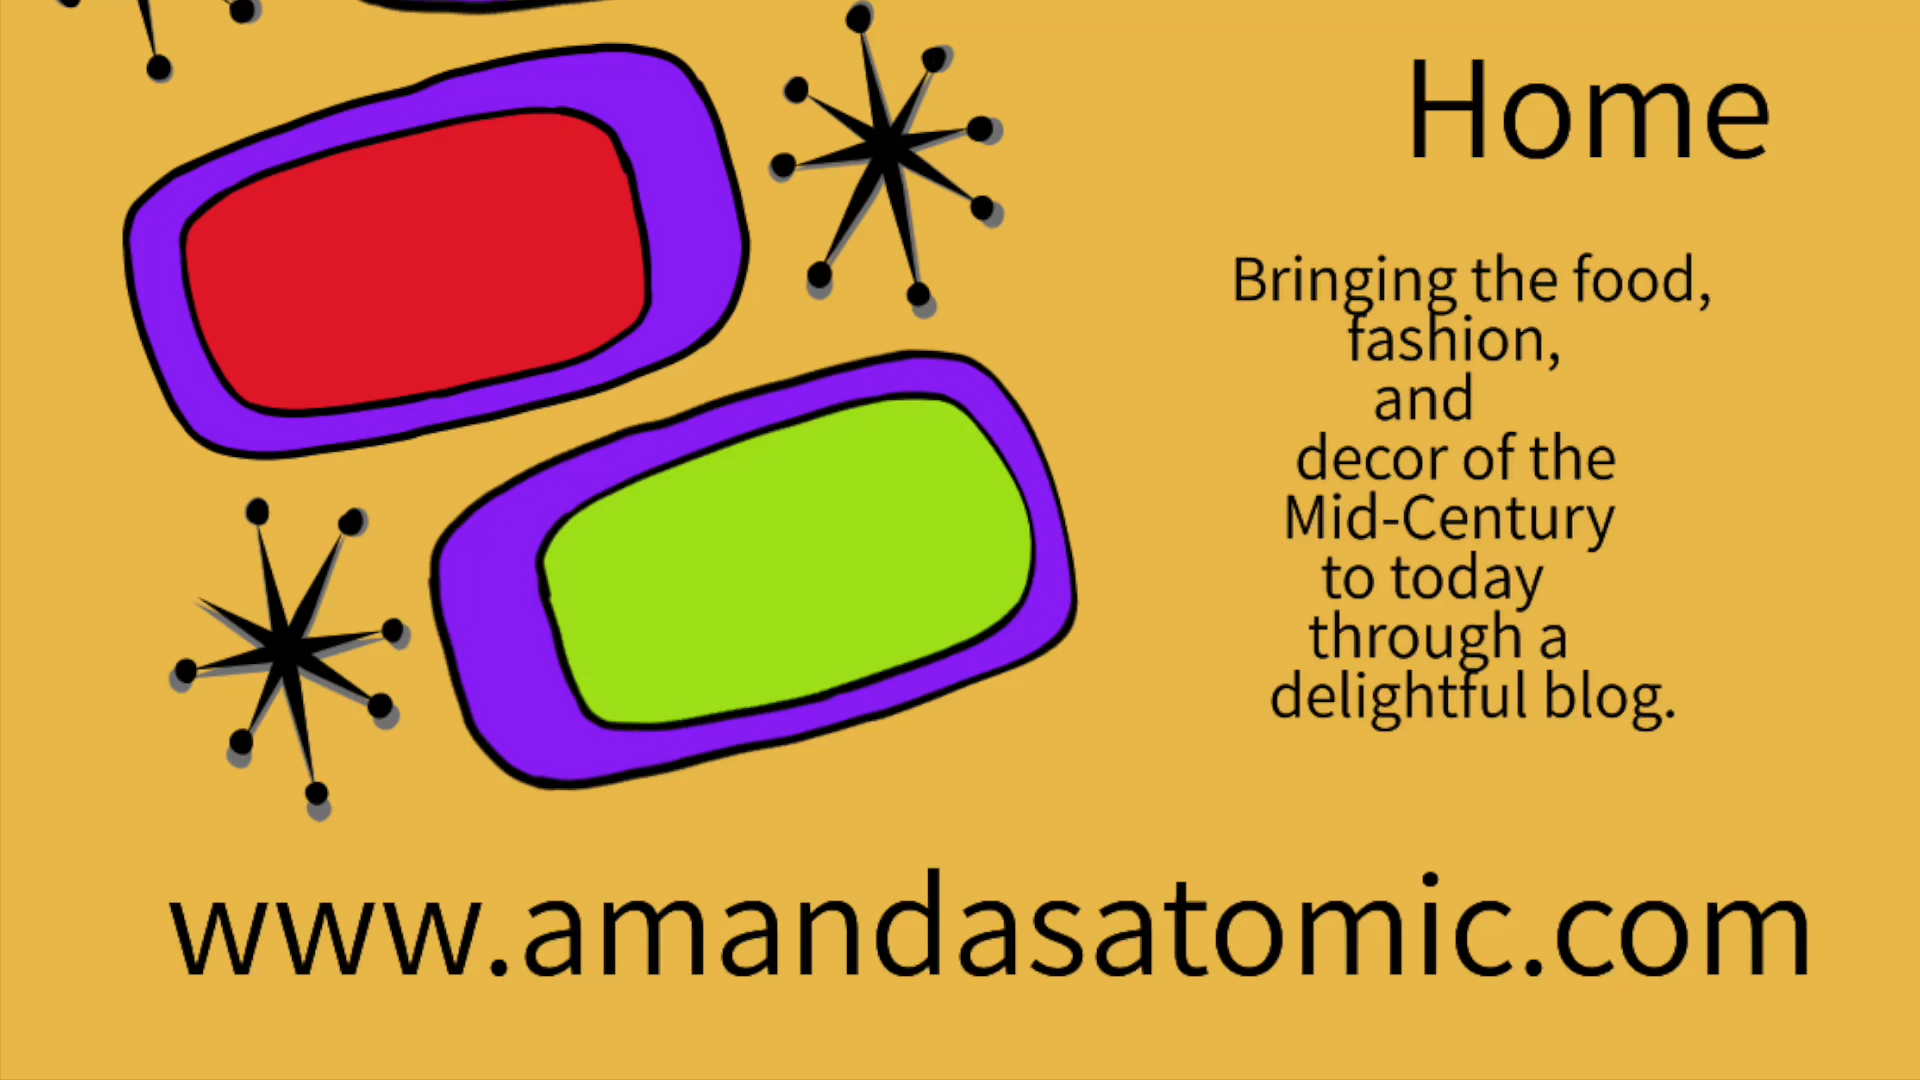 Home
Bringing the food,
fashion,
and
decor of the
Mid-Century
to today
through a
delightful blog.
www.amandasatomic.com